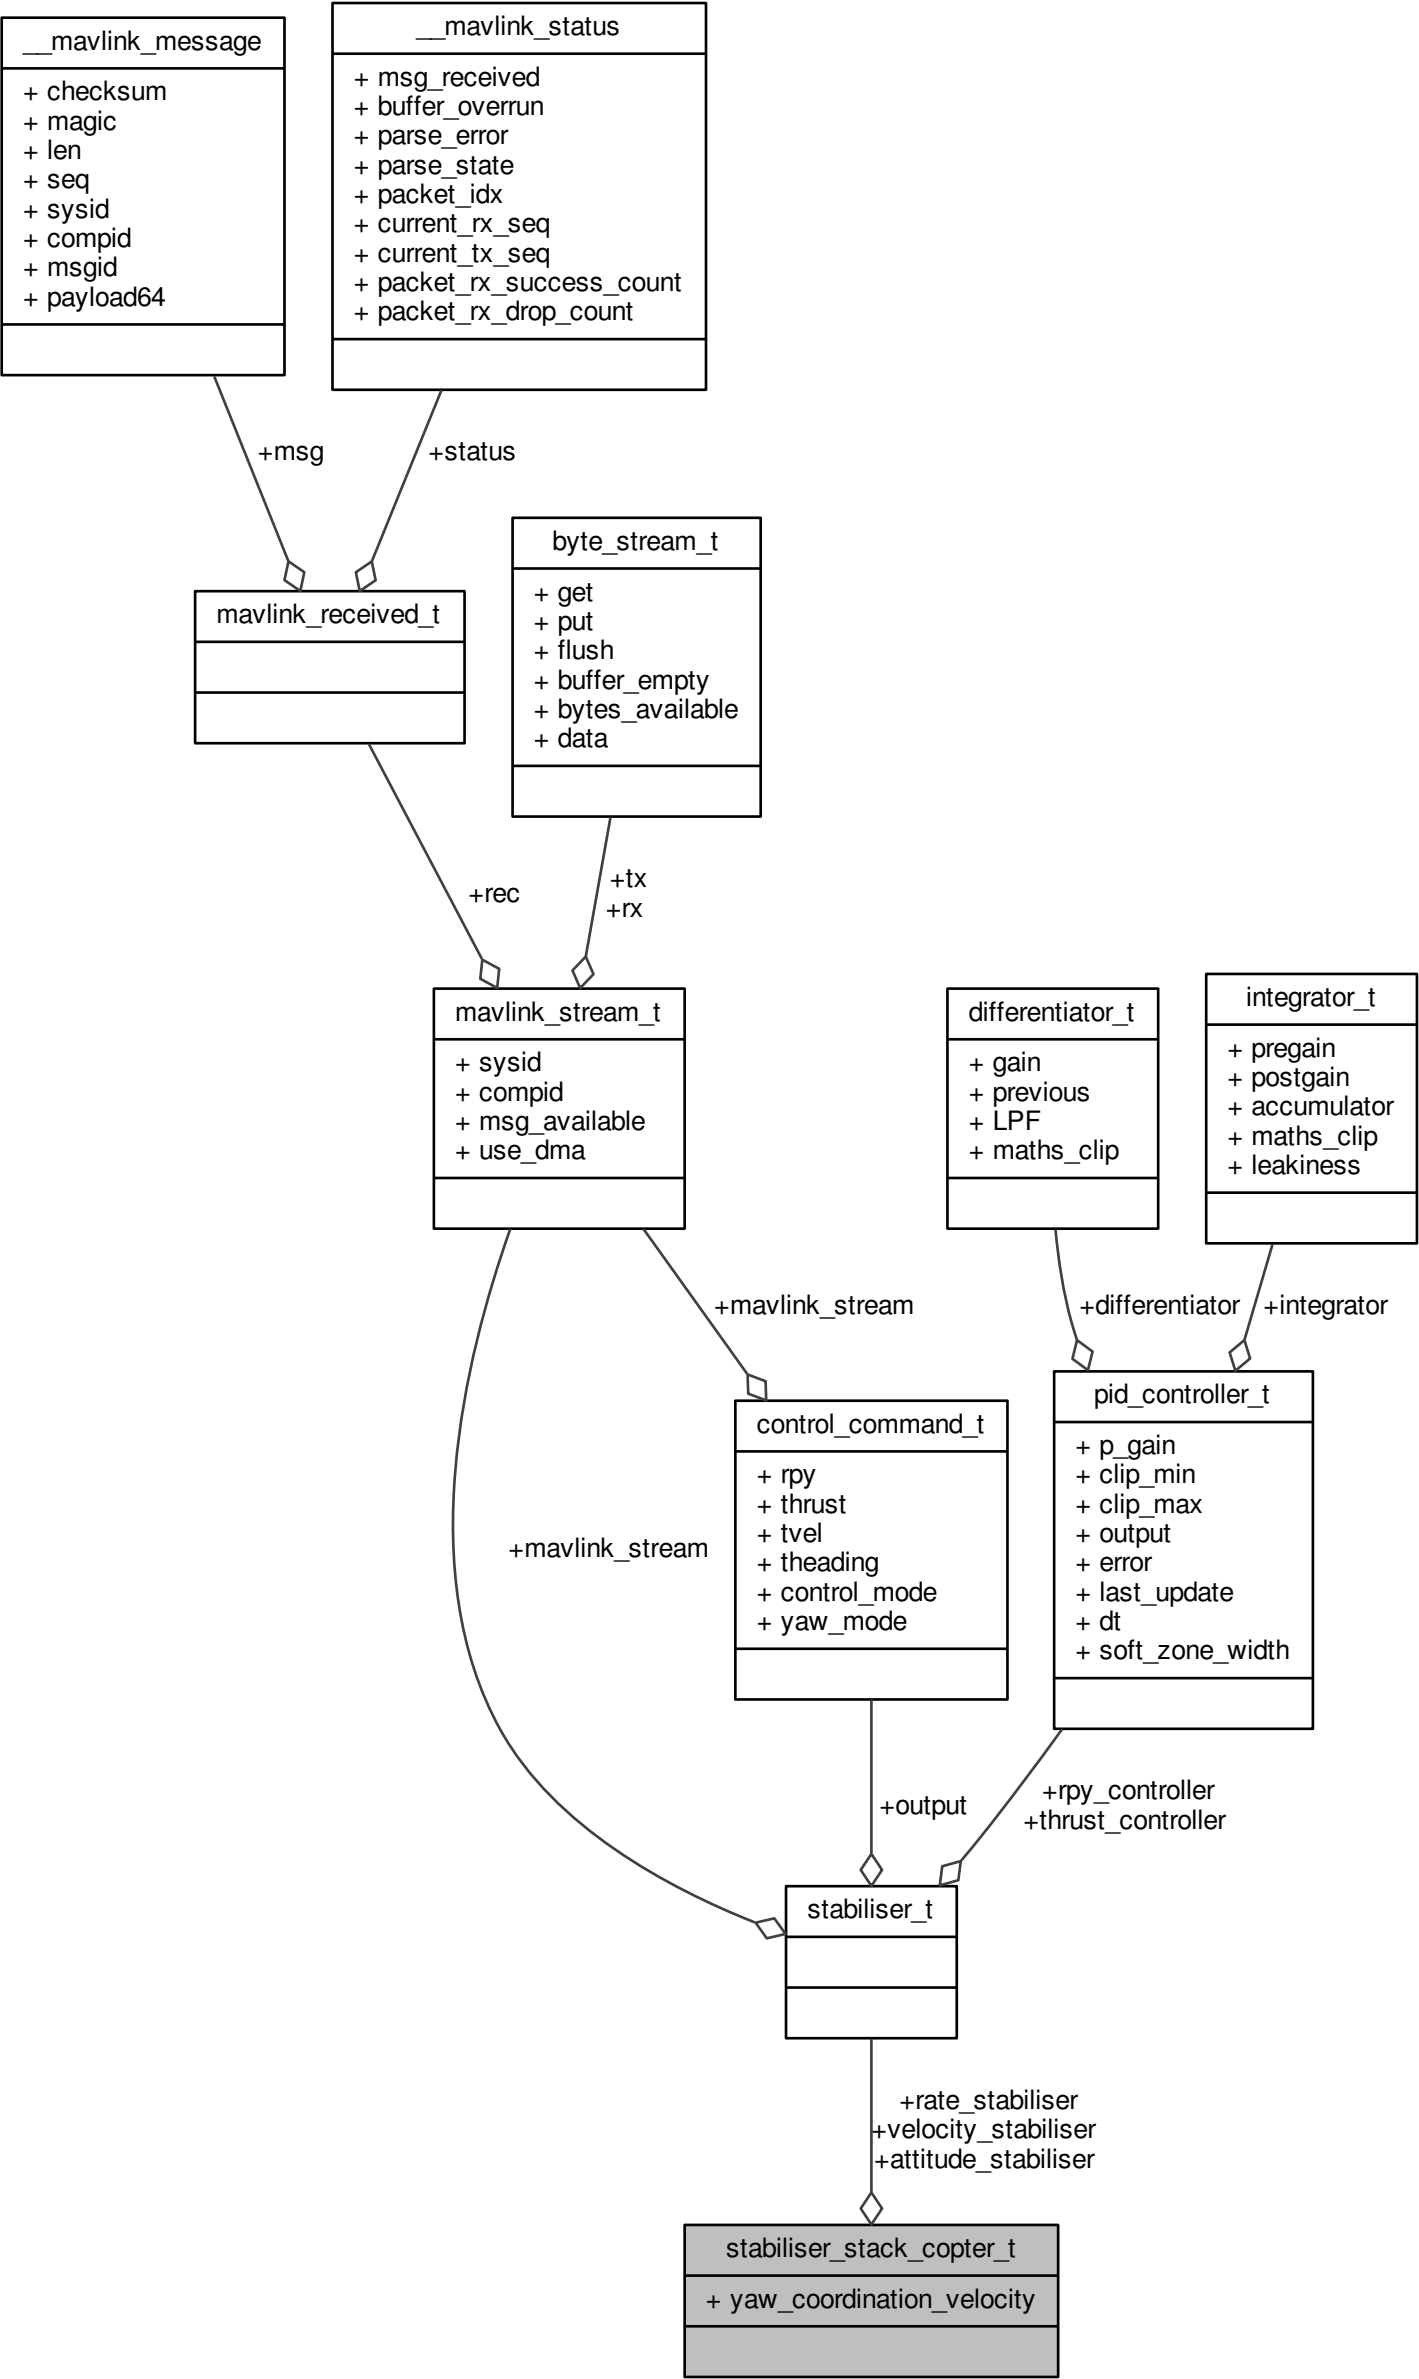 __mavlink_message
+ checksum
+ magic
+ len
+ seq
+ sysid
+ compid
+ msgid
+ payload64
__mavlink_status
+ msg_received
+ buffer_overrun
+ parse_error
+ parse_state
+ packet_idx
+ current_rx_seq
+ current_tx_seq
+ packet_rx_success_count
+ packet_rx_drop_count
+msg
+status
mavlink_received_t
byte_stream_t
+ get
+ put
+ flush
+ buffer_empty
+ bytes_available
+ data
+rec
+tx
+rx
mavlink_stream_t
+ sysid
+ compid
+ msg_available
+ use_dma
differentiator_t
+ gain
+ previous
+ LPF
+ maths_clip
integrator_t
+ pregain
+ postgain
+ accumulator
+ maths_clip
+ leakiness
+mavlink_stream
+differentiator
+integrator
control_command_t
+ rpy
+ thrust
+ tvel
+ theading
+ control_mode
+ yaw_mode
pid_controller_t
+ p_gain
+ clip_min
+ clip_max
+ output
+ error
+ last_update
+ dt
+ soft_zone_width
+mavlink_stream
+output
+rpy_controller
+thrust_controller
stabiliser_t
+rate_stabiliser
+velocity_stabiliser
+attitude_stabiliser
stabiliser_stack_copter_t
+ yaw_coordination_velocity